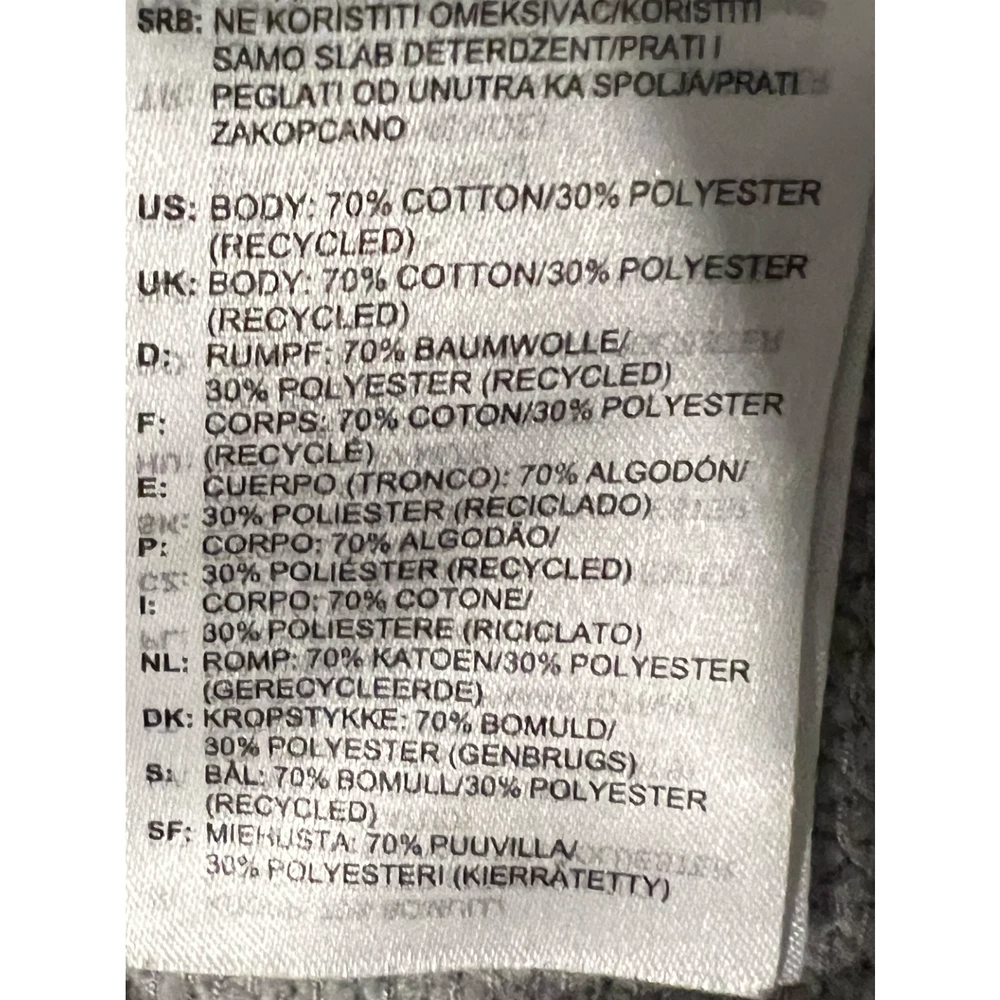 SRB: NE KORISTITI OMEKSIVAC/KORISTITI
SAMO SLAB DETERDZENT/PRATI I
PEGLATI OD UNUTRA KA SPOLJA/PRATI
ZAKOPCANO
US: BODY: 70% COTTON/30% POLYESTER
(RECYCLED)
UK: BODY: 70% COTTON/30% POLYESTER
(RECYCLED)
D: RUMPF: 70% BAUMWOLLE/
30% POLYESTER (RECYCLED)
F: CORPS: 70% COTON/30% POLYESTER
(RECYCLÉ)
E: CUERPO (TRONCO): 70% ALGODÓN/
30% POLIÉSTER (RECICLADO)
P: CORPO: 70% ALGODÃO/
30% POLIÉSTER (RECYCLED)
I: CORPO: 70% COTONE/
30% POLIESTERE (RICICLATO)
NL: ROMP: 70% KATOEN/30% POLYESTER
(GERECYCLEERDE)
DK: KROPSTYKKE: 70% BOMULD/
30% POLYESTER (GENBRUGS)
S: BÅL: 70% BOMULL/30% POLYESTER
(RECYCLED)
SF: MIEHUSTA: 70% PUUVILLA/
30% POLYESTERI (KIERRÄTETTY)